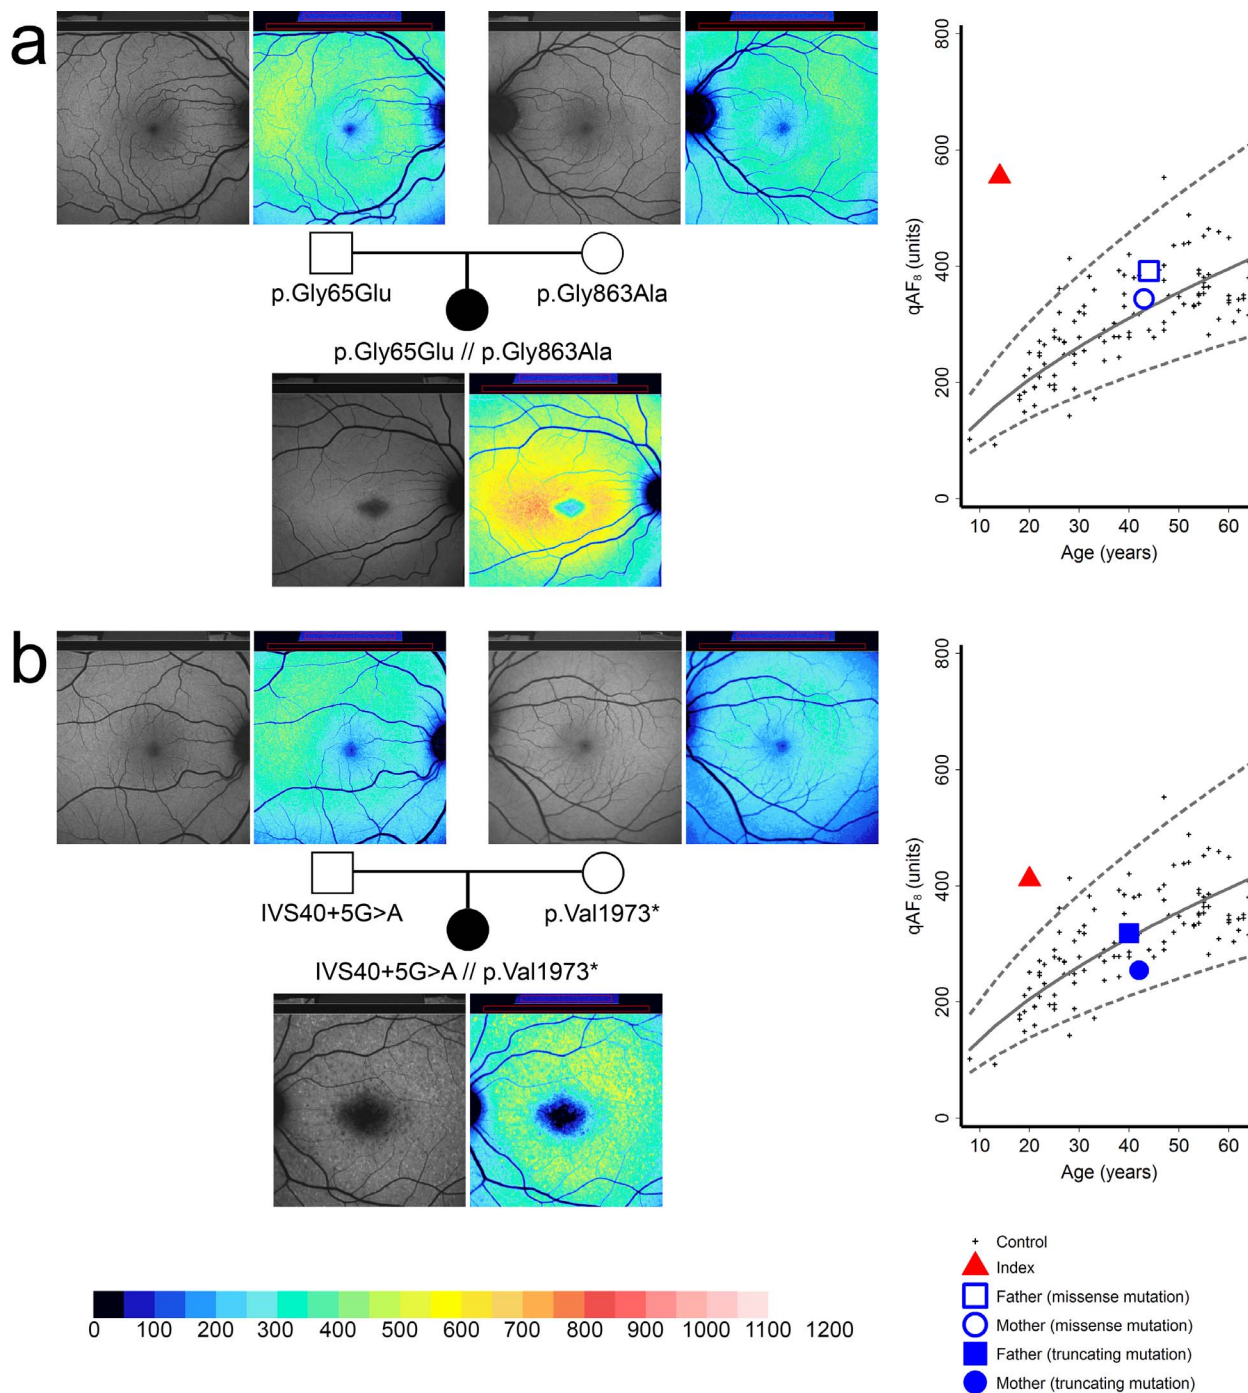 a
p.Gly65Glu
p.Gly863Ala
p.Gly65Glu // p.Gly863Ala
800
600
400
200
0
qAF₈ (units)
10 20 30 40 50 60
Age (years)
b
IVS40+5G>A
p.Val1973*
IVS40+5G>A // p.Val1973*
800
600
400
200
0
qAF₈ (units)
10 20 30 40 50 60
Age (years)
0 100 200 300 400 500 600 700 800 900 1000 1100 1200
Control
Index
Father (missense mutation)
Mother (missense mutation)
Father (truncating mutation)
Mother (truncating mutation)